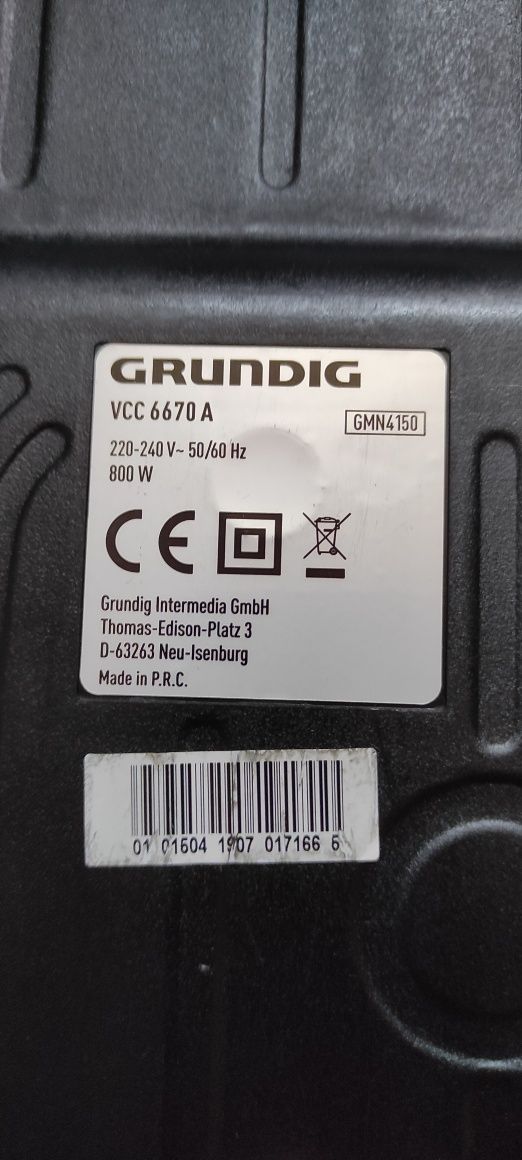 GRUNDIG
VCC 6670 A
GMN4150
220-240 V~ 50/60 Hz
800 W
CE
Grundig Intermedia GmbH
Thomas-Edison-Platz 3
D-63263 Neu-Isenburg
Made in P.R.C.
01 01504 1907 017166 5